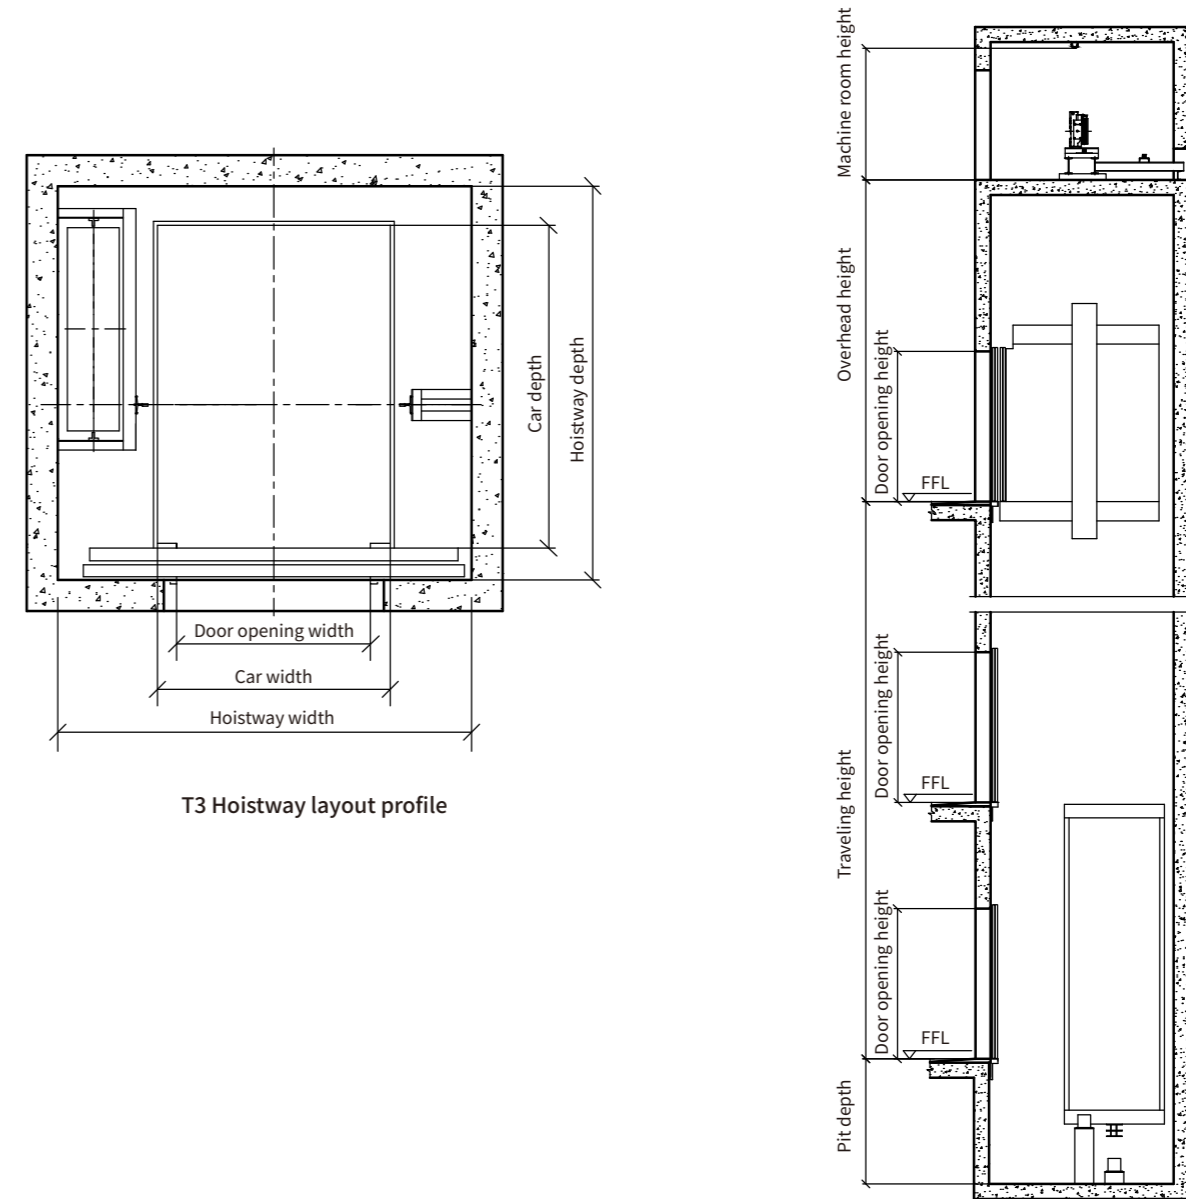 Car depth
Hoistway depth
Door opening width
Car width
Hoistway width
T3 Hoistway layout profile
Machine room height
Overhead height
Door opening height
FFL
Traveling height
Door opening height
FFL
Door opening height
FFL
Pit depth